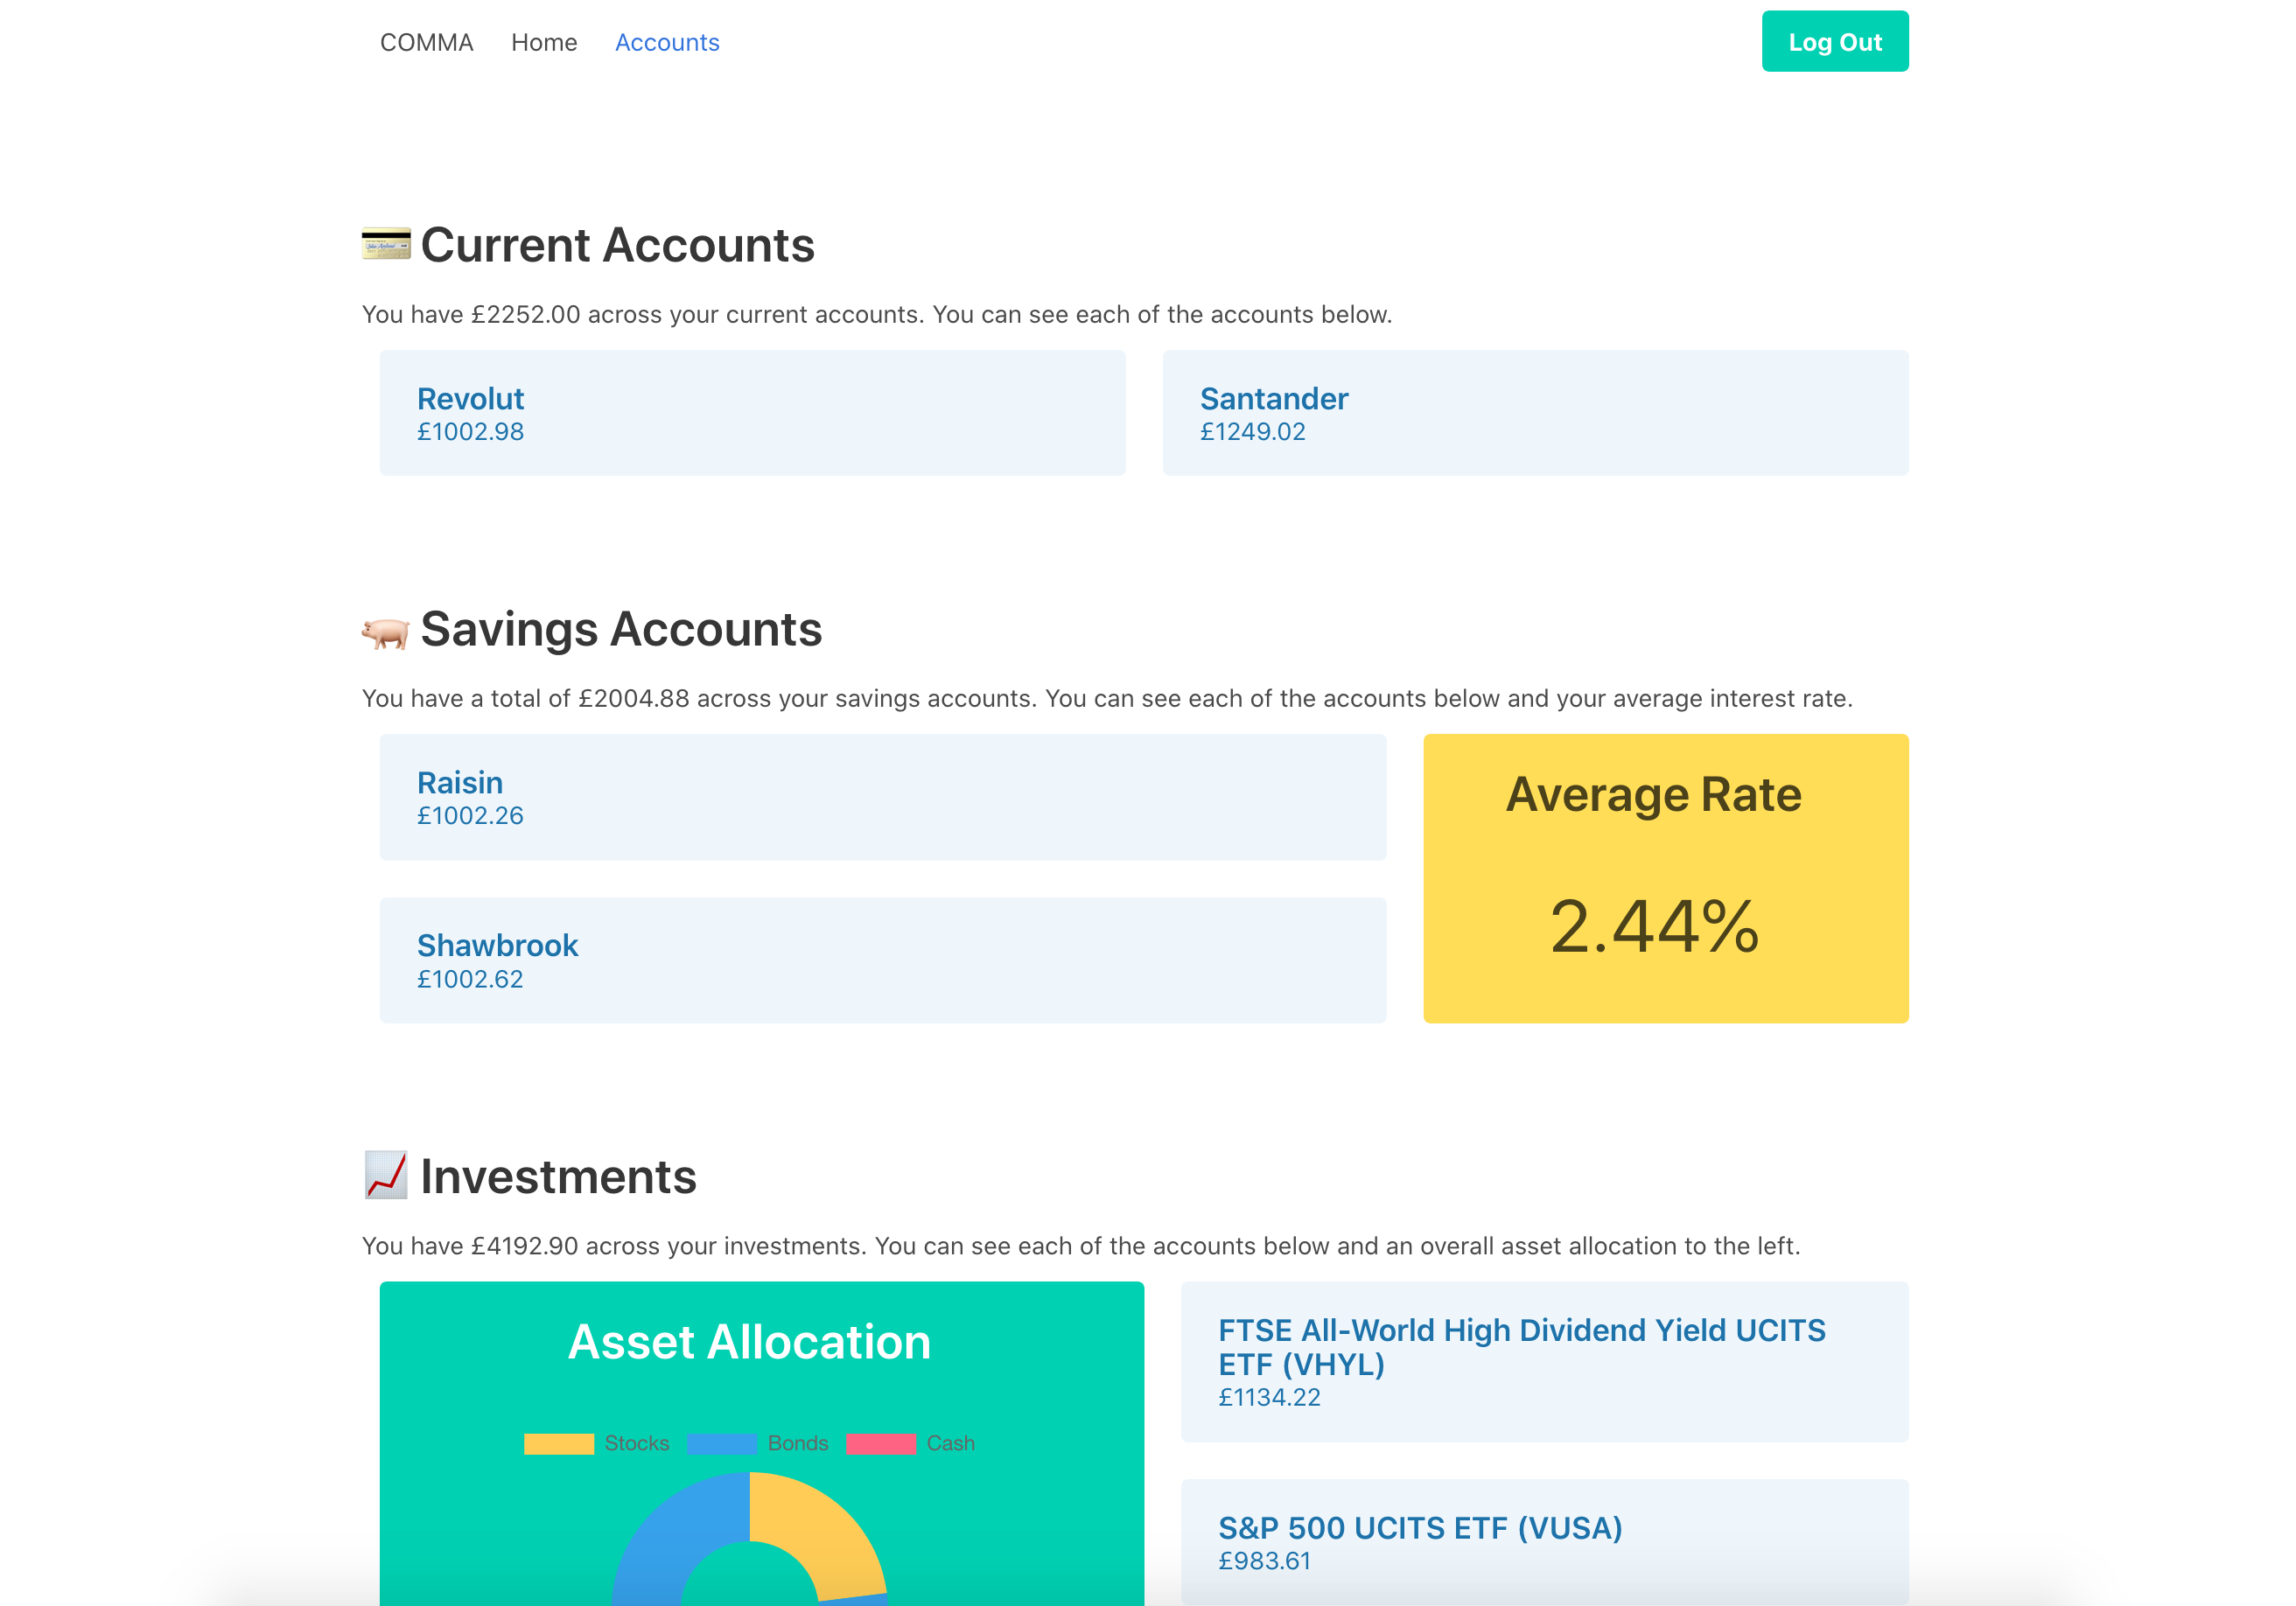 COMMA Home Accounts Log Out
Current Accounts
You have £2252.00 across your current accounts. You can see each of the accounts below.
Revolut
£1002.98
Santander
£1249.02
Savings Accounts
You have a total of £2004.88 across your savings accounts. You can see each of the accounts below and your average interest rate.
Raisin
£1002.26
Shawbrook
£1002.62
Average Rate
2.44%
Investments
You have £4192.90 across your investments. You can see each of the accounts below and an overall asset allocation to the left.
Asset Allocation
Stocks Bonds Cash
FTSE All-World High Dividend Yield UCITS
ETF (VHYL)
£1134.22
S&P 500 UCITS ETF (VUSA)
£983.61